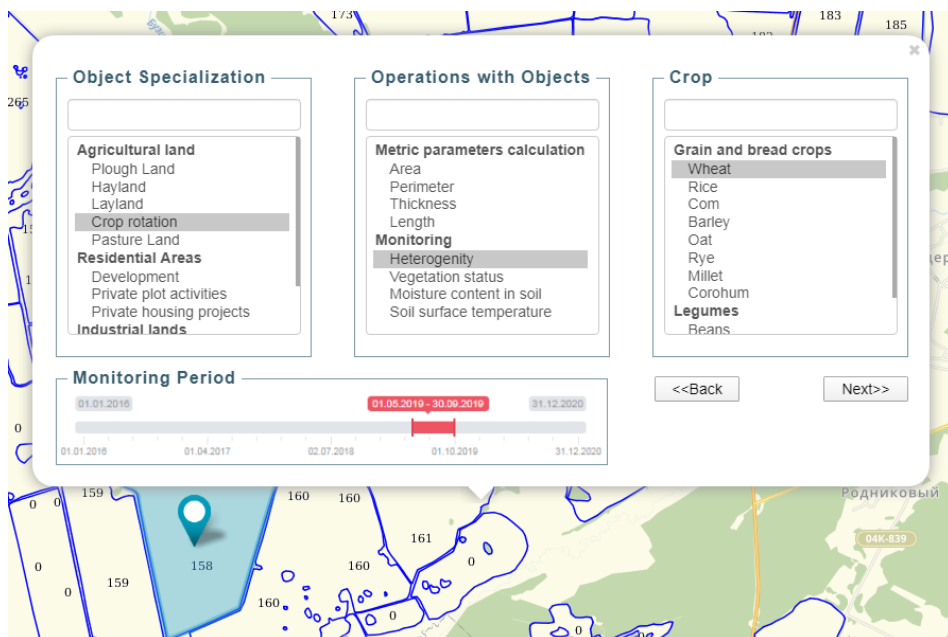 173
183
185
265
Object Specialization
Agricultural land
Plough Land
Hayland
Layland
Crop rotation
Pasture Land
Residential Areas
Development
Private plot activities
Private housing projects
Industrial lands
Operations with Objects
Metric parameters calculation
Area
Perimeter
Thickness
Length
Monitoring
Heterogenity
Vegetation status
Moisture content in soil
Soil surface temperature
Crop
Grain and bread crops
Wheat
Rice
Com
Barley
Oat
Rye
Millet
Corohum
Legumes
Beans
Monitoring Period
01.01.2016
01.05.2019 - 30.09.2019
31.12.2020
01.01.2016
01.04.2017
02.07.2018
01.10.2019
31.12.2020
<<Back
Next>>
0
159
0
0
160
160
Родниковый
04K-839
161
158
160
0
0
0
159
160
0
0